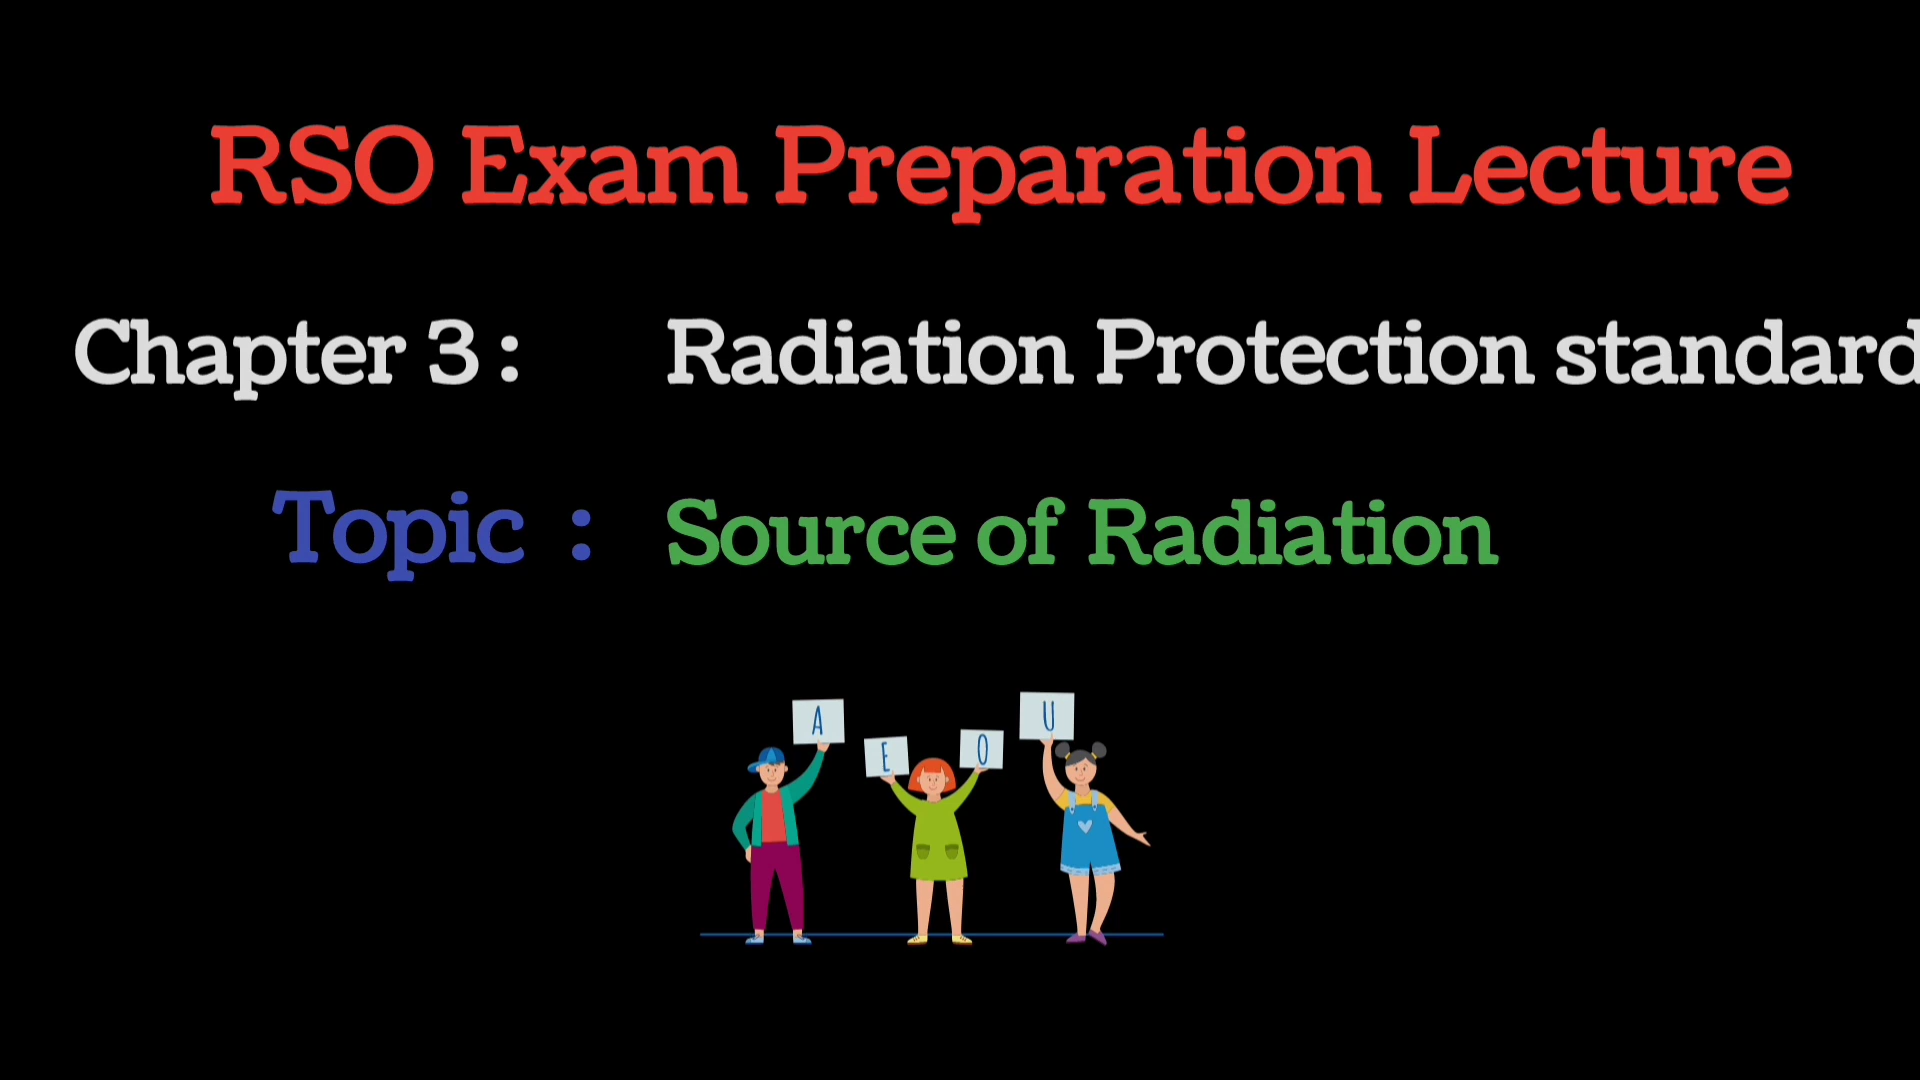 RSO Exam Preparation Lecture
Chapter 3 : Radiation Protection standard
Topic : Source of Radiation
A E O U